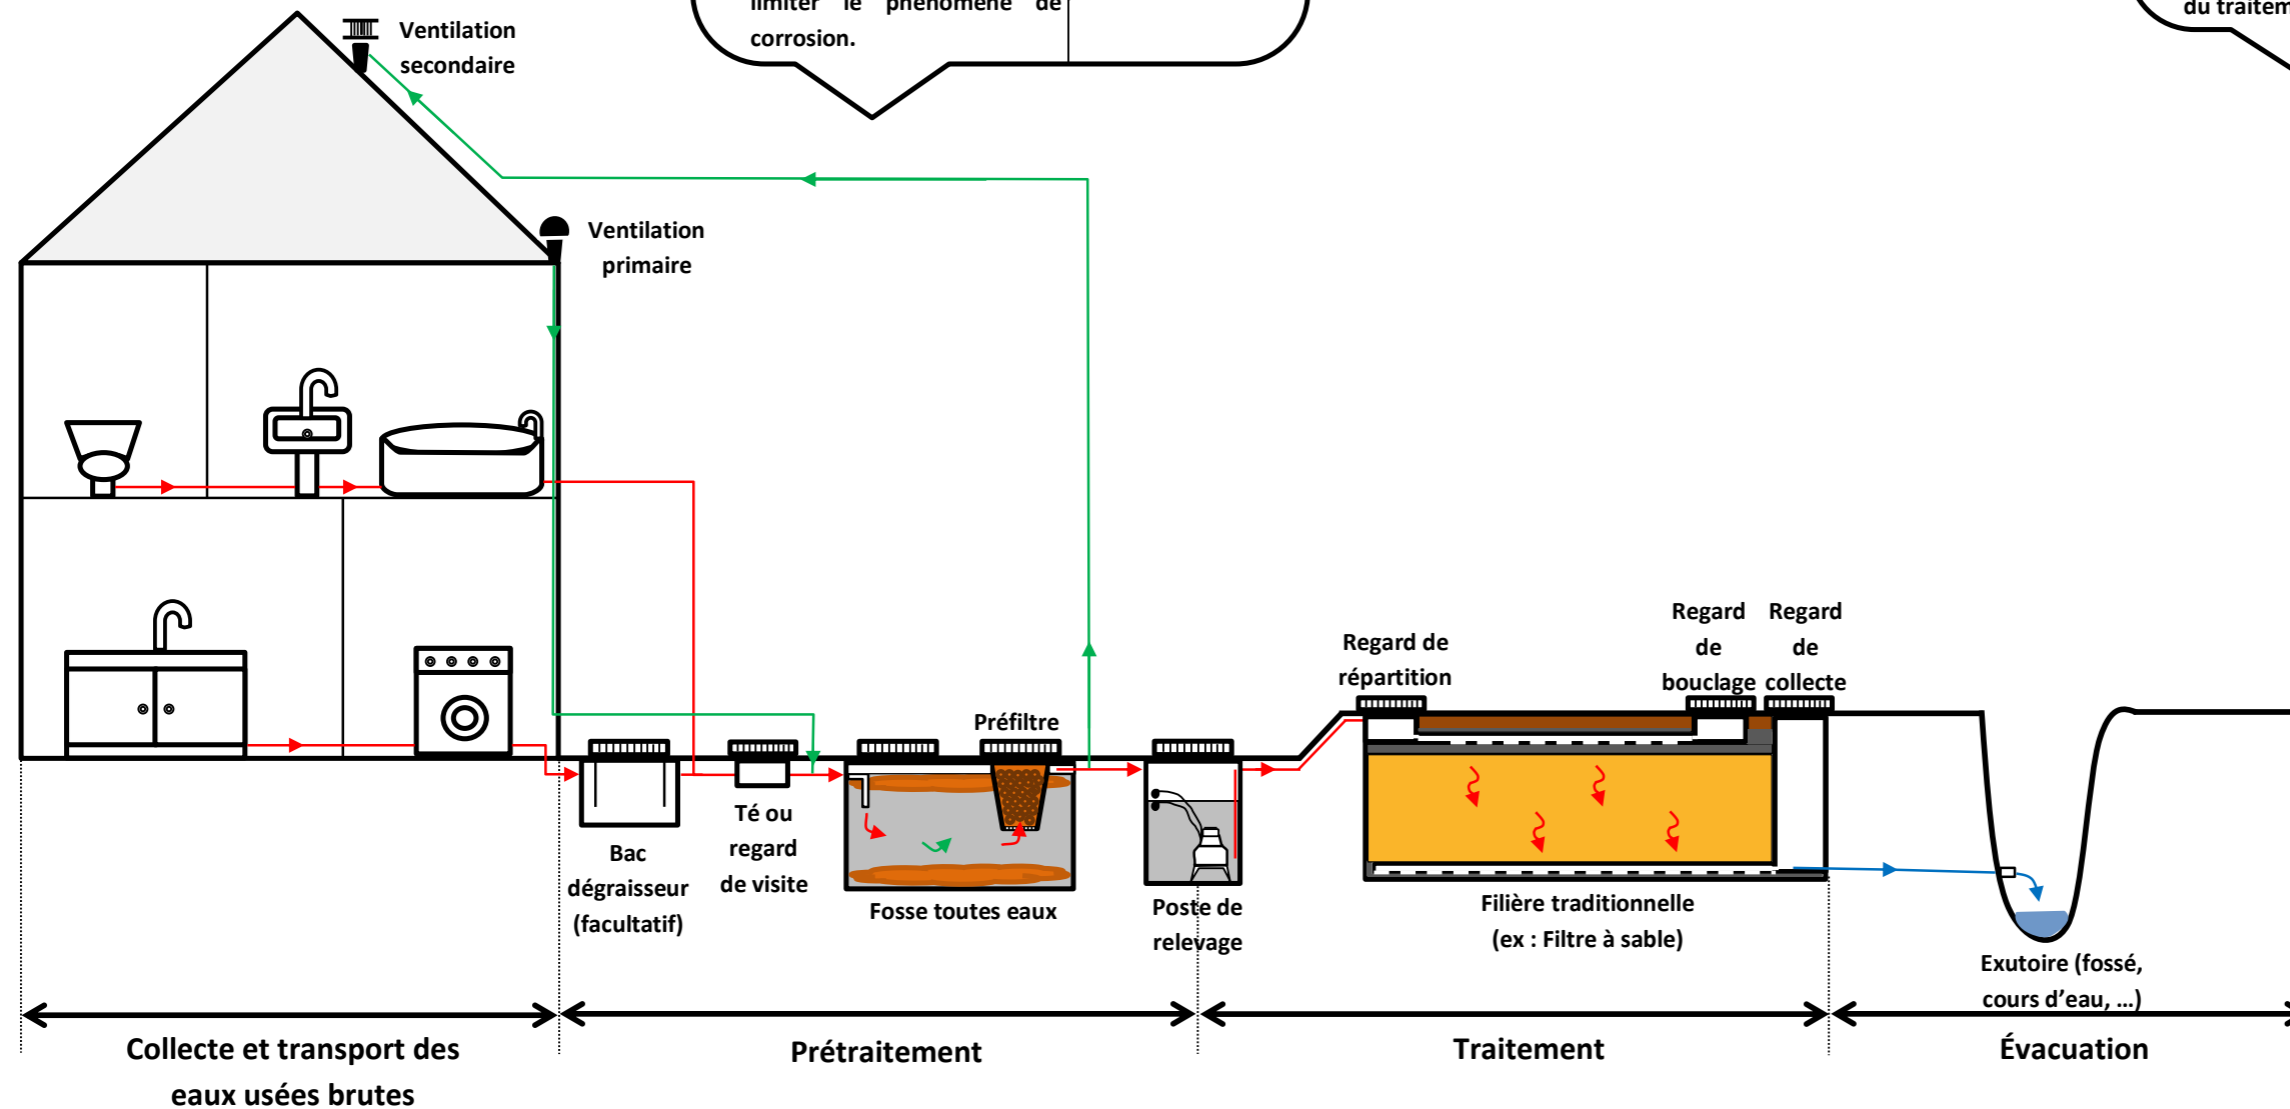 limiter le phénomène de
corrosion.
du traitem
Ventilation
secondaire
Ventilation
primaire
Préfiltre
Regard de
répartition
Regard
de
bouclage
Regard
de
collecte
Bac
dégraisseur
(facultatif)
Té ou
regard
de visite
Fosse toutes eaux
Poste de
relevage
Filière traditionnelle
(ex : Filtre à sable)
Exutoire (fossé,
cours d’eau, …)
Collecte et transport des
eaux usées brutes
Prétraitement
Traitement
Évacuation